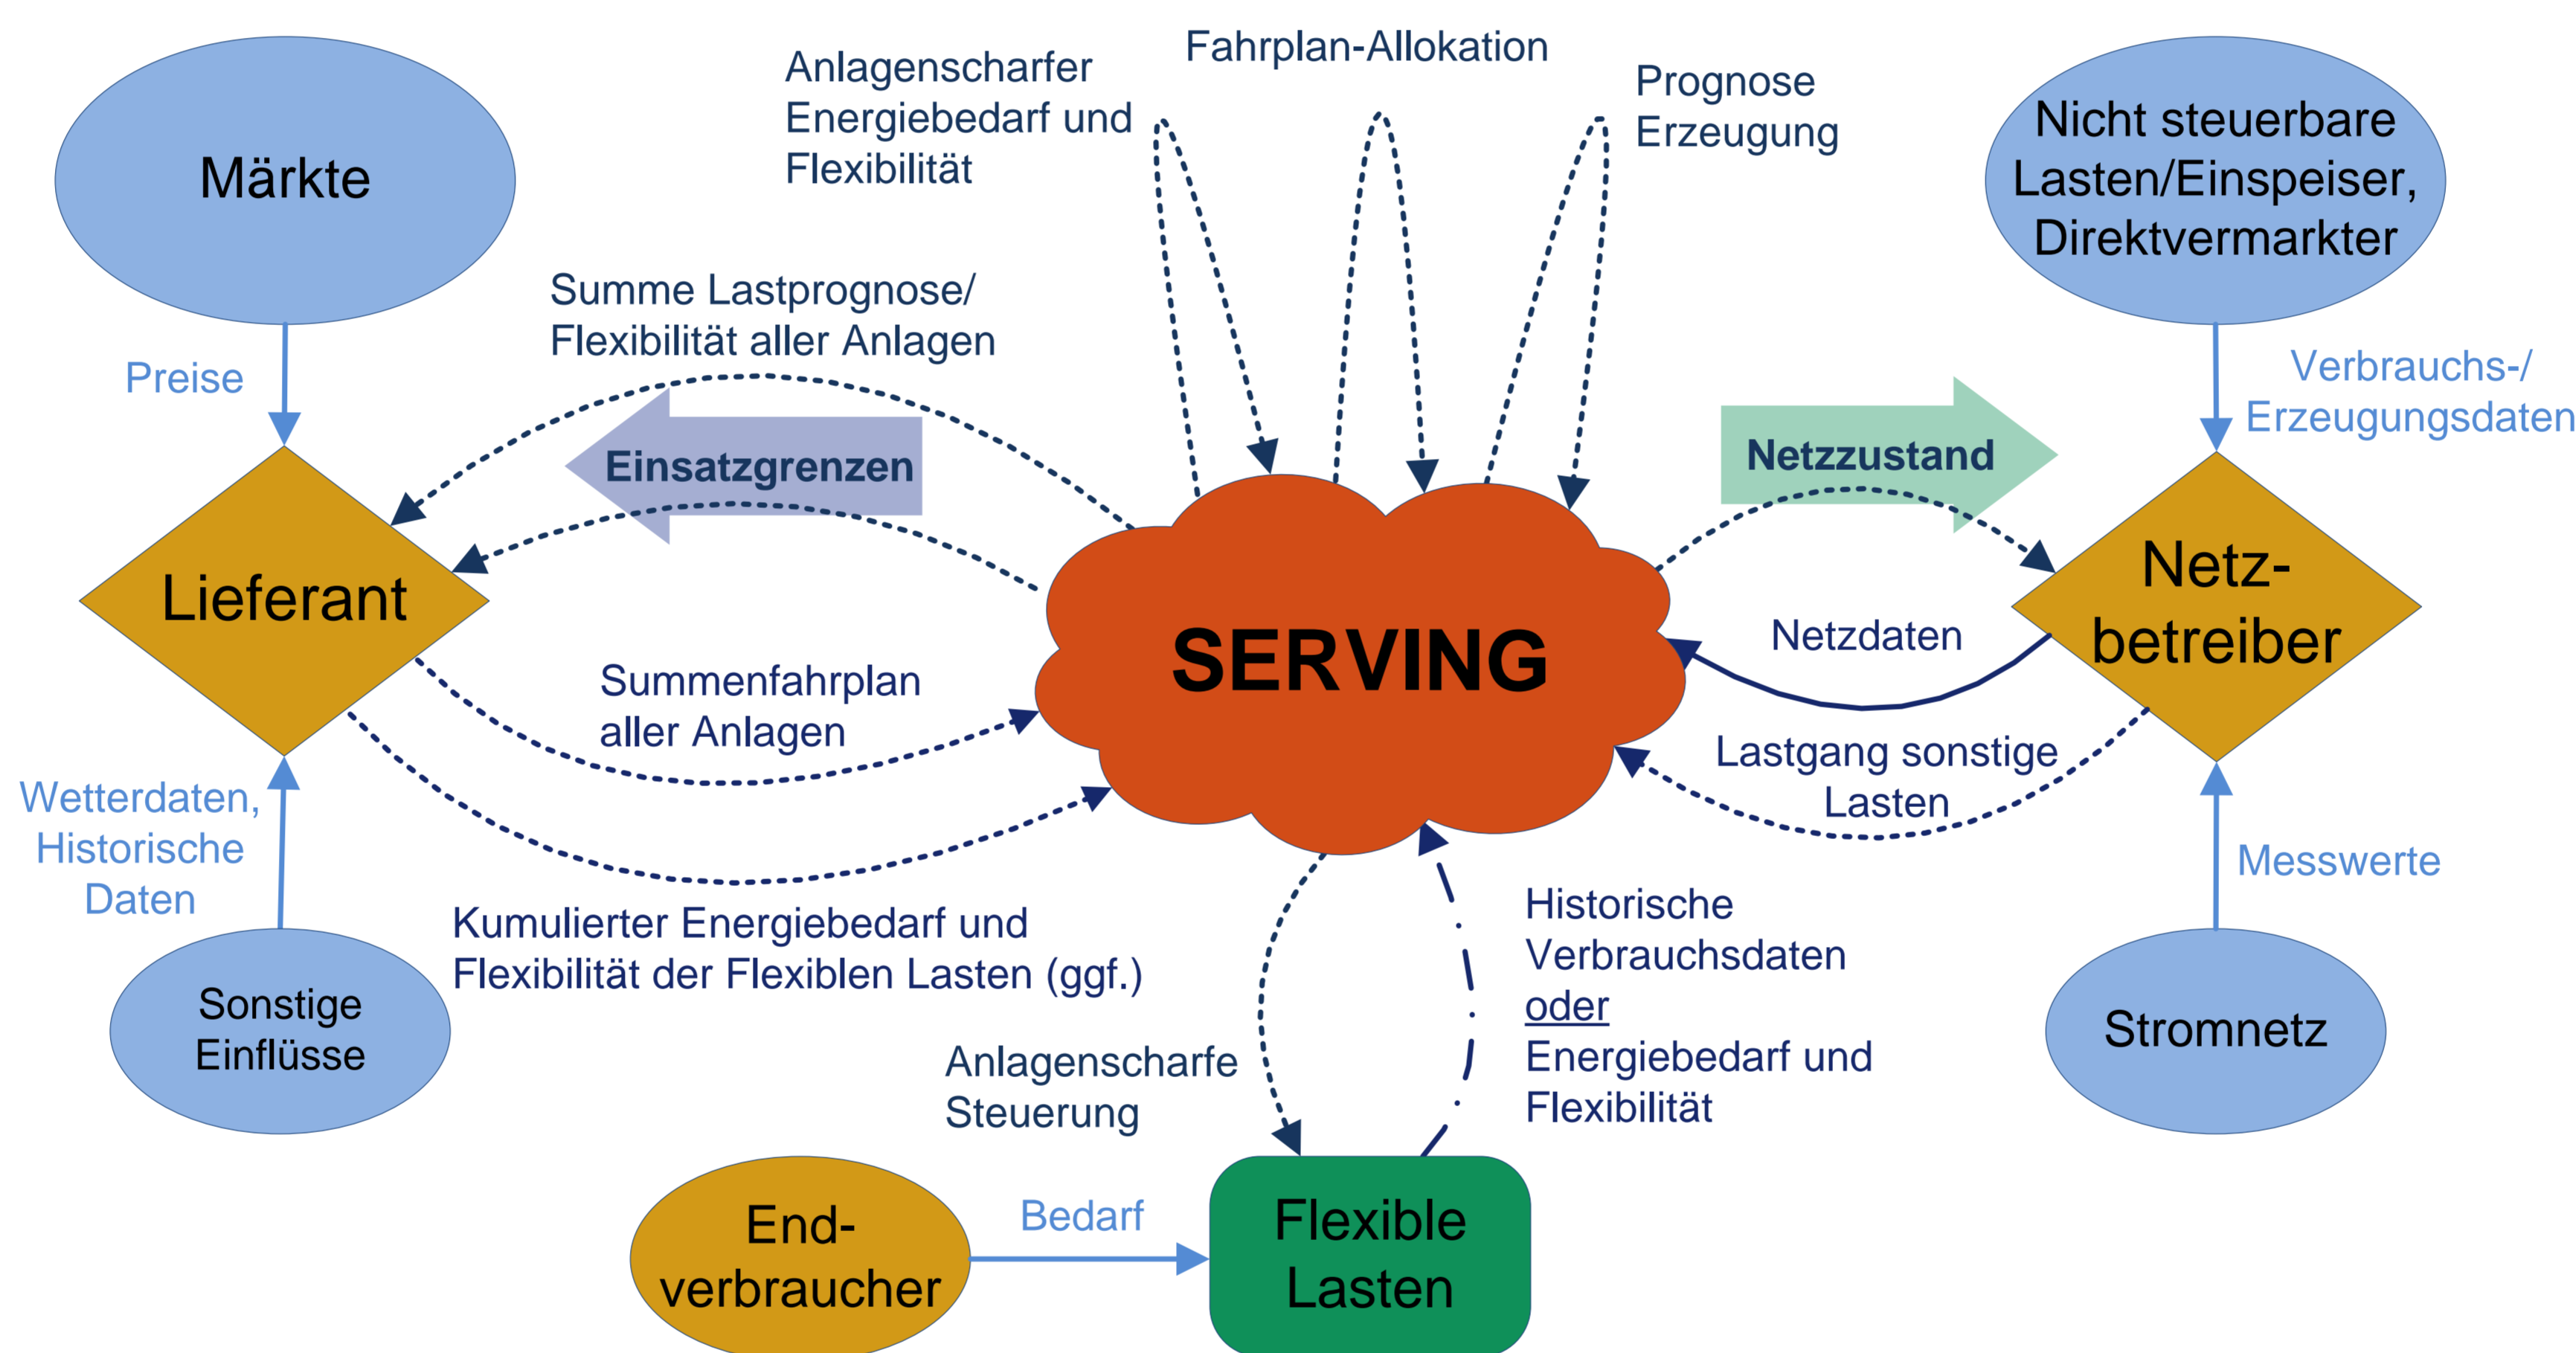 Märkte
Anlagenscharfer
Energiebedarf und
Flexibilität
Fahrplan-Allokation
Prognose
Erzeugung
Nicht steuerbare
Lasten/Einspeiser,
Direktvermarkter
Preise
Summe Lastprognose/
Flexibilität aller Anlagen
Verbrauchs-/
Erzeugungsdaten
Einsatzgrenzen
Netzzustand
Lieferant
SERVING
Netz-
betreiber
Netzdaten
Summenfahrplan
aller Anlagen
Lastgang sonstige
Lasten
Wetterdaten,
Historische
Daten
Messwerte
Kumulierter Energiebedarf und
Flexibilität der Flexiblen Lasten (ggf.)
Historische
Verbrauchsdaten
oder
Energiebedarf und
Flexibilität
Sonstige
Einflüsse
Stromnetz
Anlagenscharfe
Steuerung
End-
verbraucher
Bedarf
Flexible
Lasten